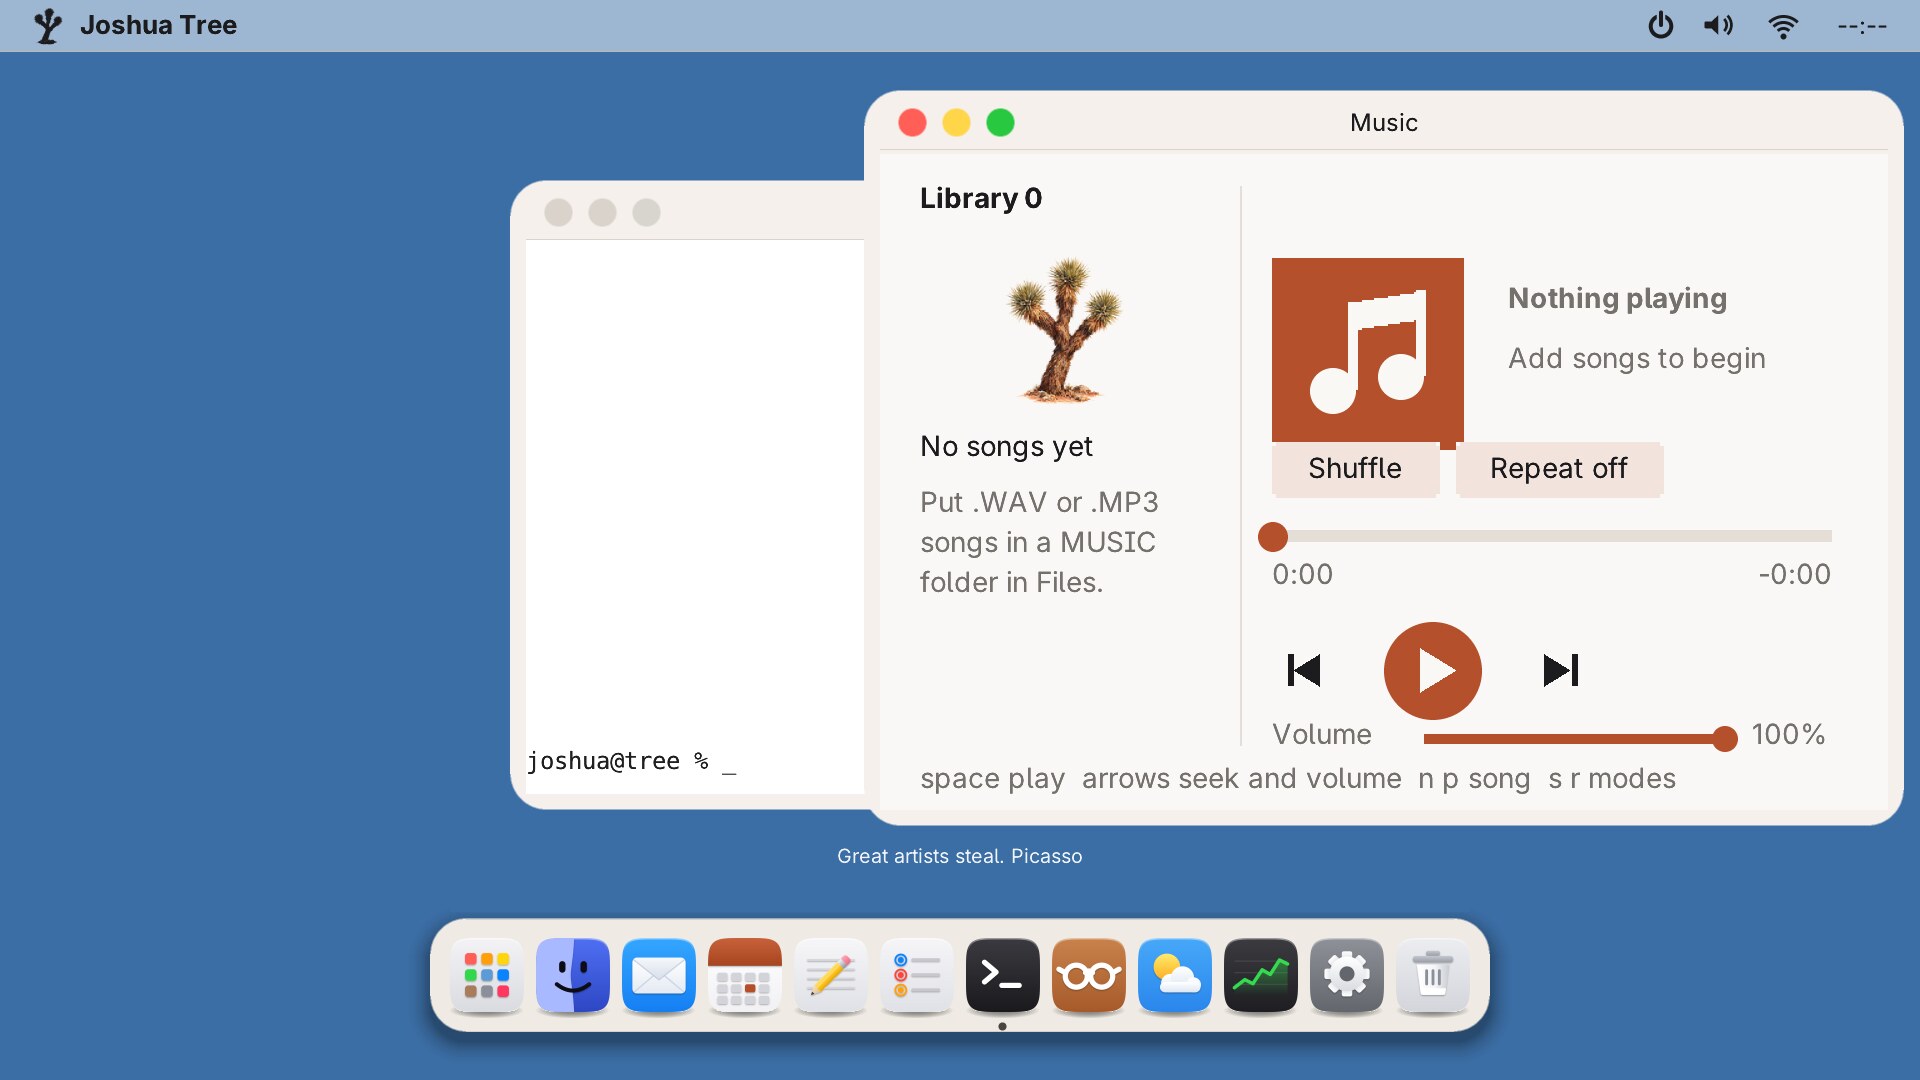 Joshua Tree
--:--
Music
Library 0
No songs yet
Put .WAV or .MP3
songs in a MUSIC
folder in Files.
Nothing playing
Add songs to begin
Shuffle
Repeat off
0:00
-0:00
Volume
100%
space play  arrows seek and volume  n p song  s r modes
joshua@tree % _
Great artists steal. Picasso